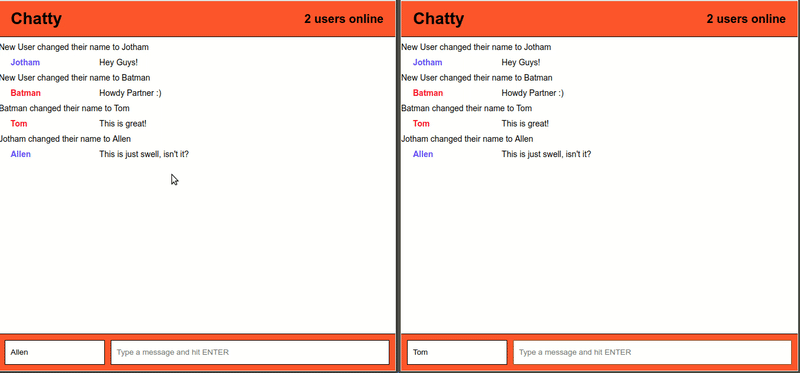 Chatty 2 users online
New User changed their name to Jotham
Jotham Hey Guys!
New User changed their name to Batman
Batman Howdy Partner :)
Batman changed their name to Tom
Tom This is great!
Jotham changed their name to Allen
Allen This is just swell, isn't it?
Allen Type a message and hit ENTER
Chatty 2 users online
New User changed their name to Jotham
Jotham Hey Guys!
New User changed their name to Batman
Batman Howdy Partner :)
Batman changed their name to Tom
Tom This is great!
Jotham changed their name to Allen
Allen This is just swell, isn't it?
Tom Type a message and hit ENTER